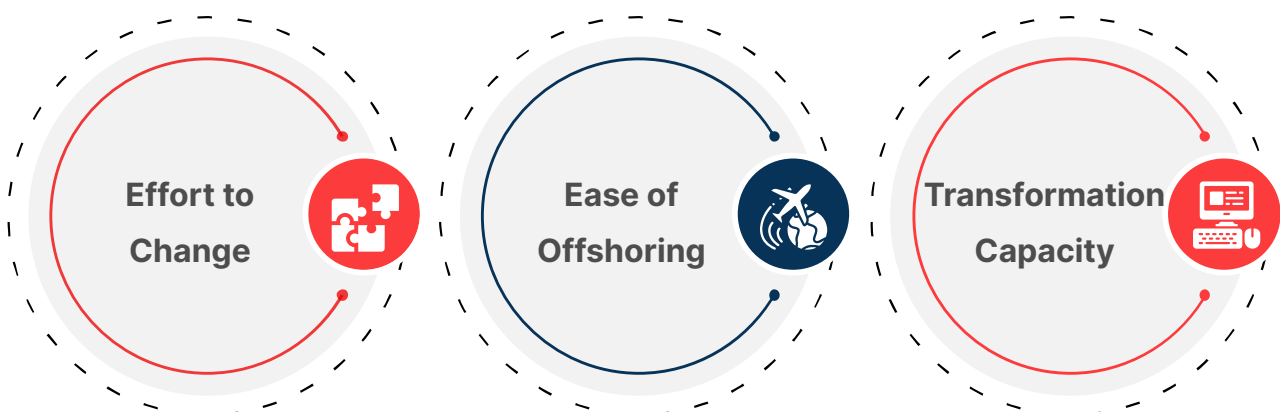 Effort to
Change
Ease of
Offshoring
Transformation
Capacity